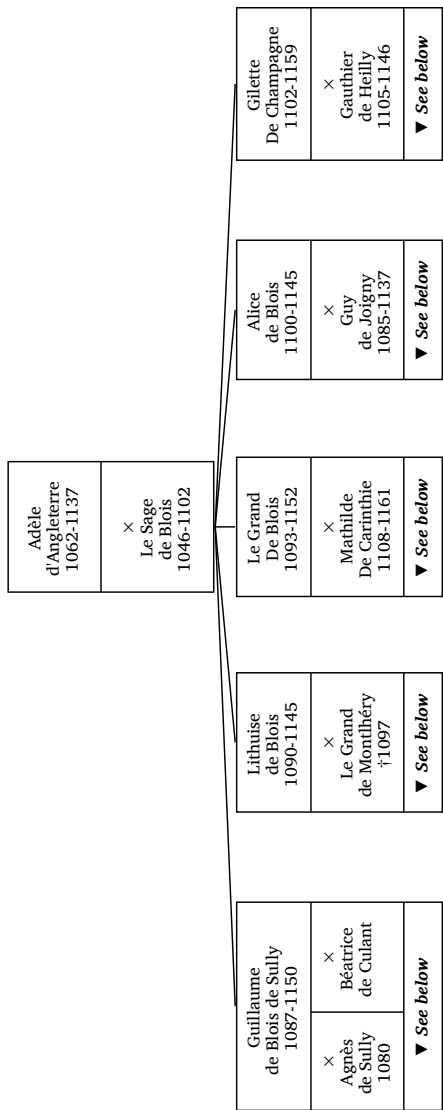 Adèle
d'Angleterre
1062-1137
×
Le Sage
de Blois
1046-1102
Guillaume
de Blois de Sully
1087-1150
×
Agnès
de Sully
1080
×
Béatrice
de Culant
▼ See below
Lithuise
de Blois
1090-1145
×
Le Grand
de Montlhéry
†1097
▼ See below
Le Grand
De Blois
1093-1152
×
Mathilde
De Carinthie
1108-1161
▼ See below
Alice
de Blois
1100-1145
×
Guy
de Joigny
1085-1137
▼ See below
Gilette
De Champagne
1102-1159
×
Gauthier
de Heilly
1105-1146
▼ See below